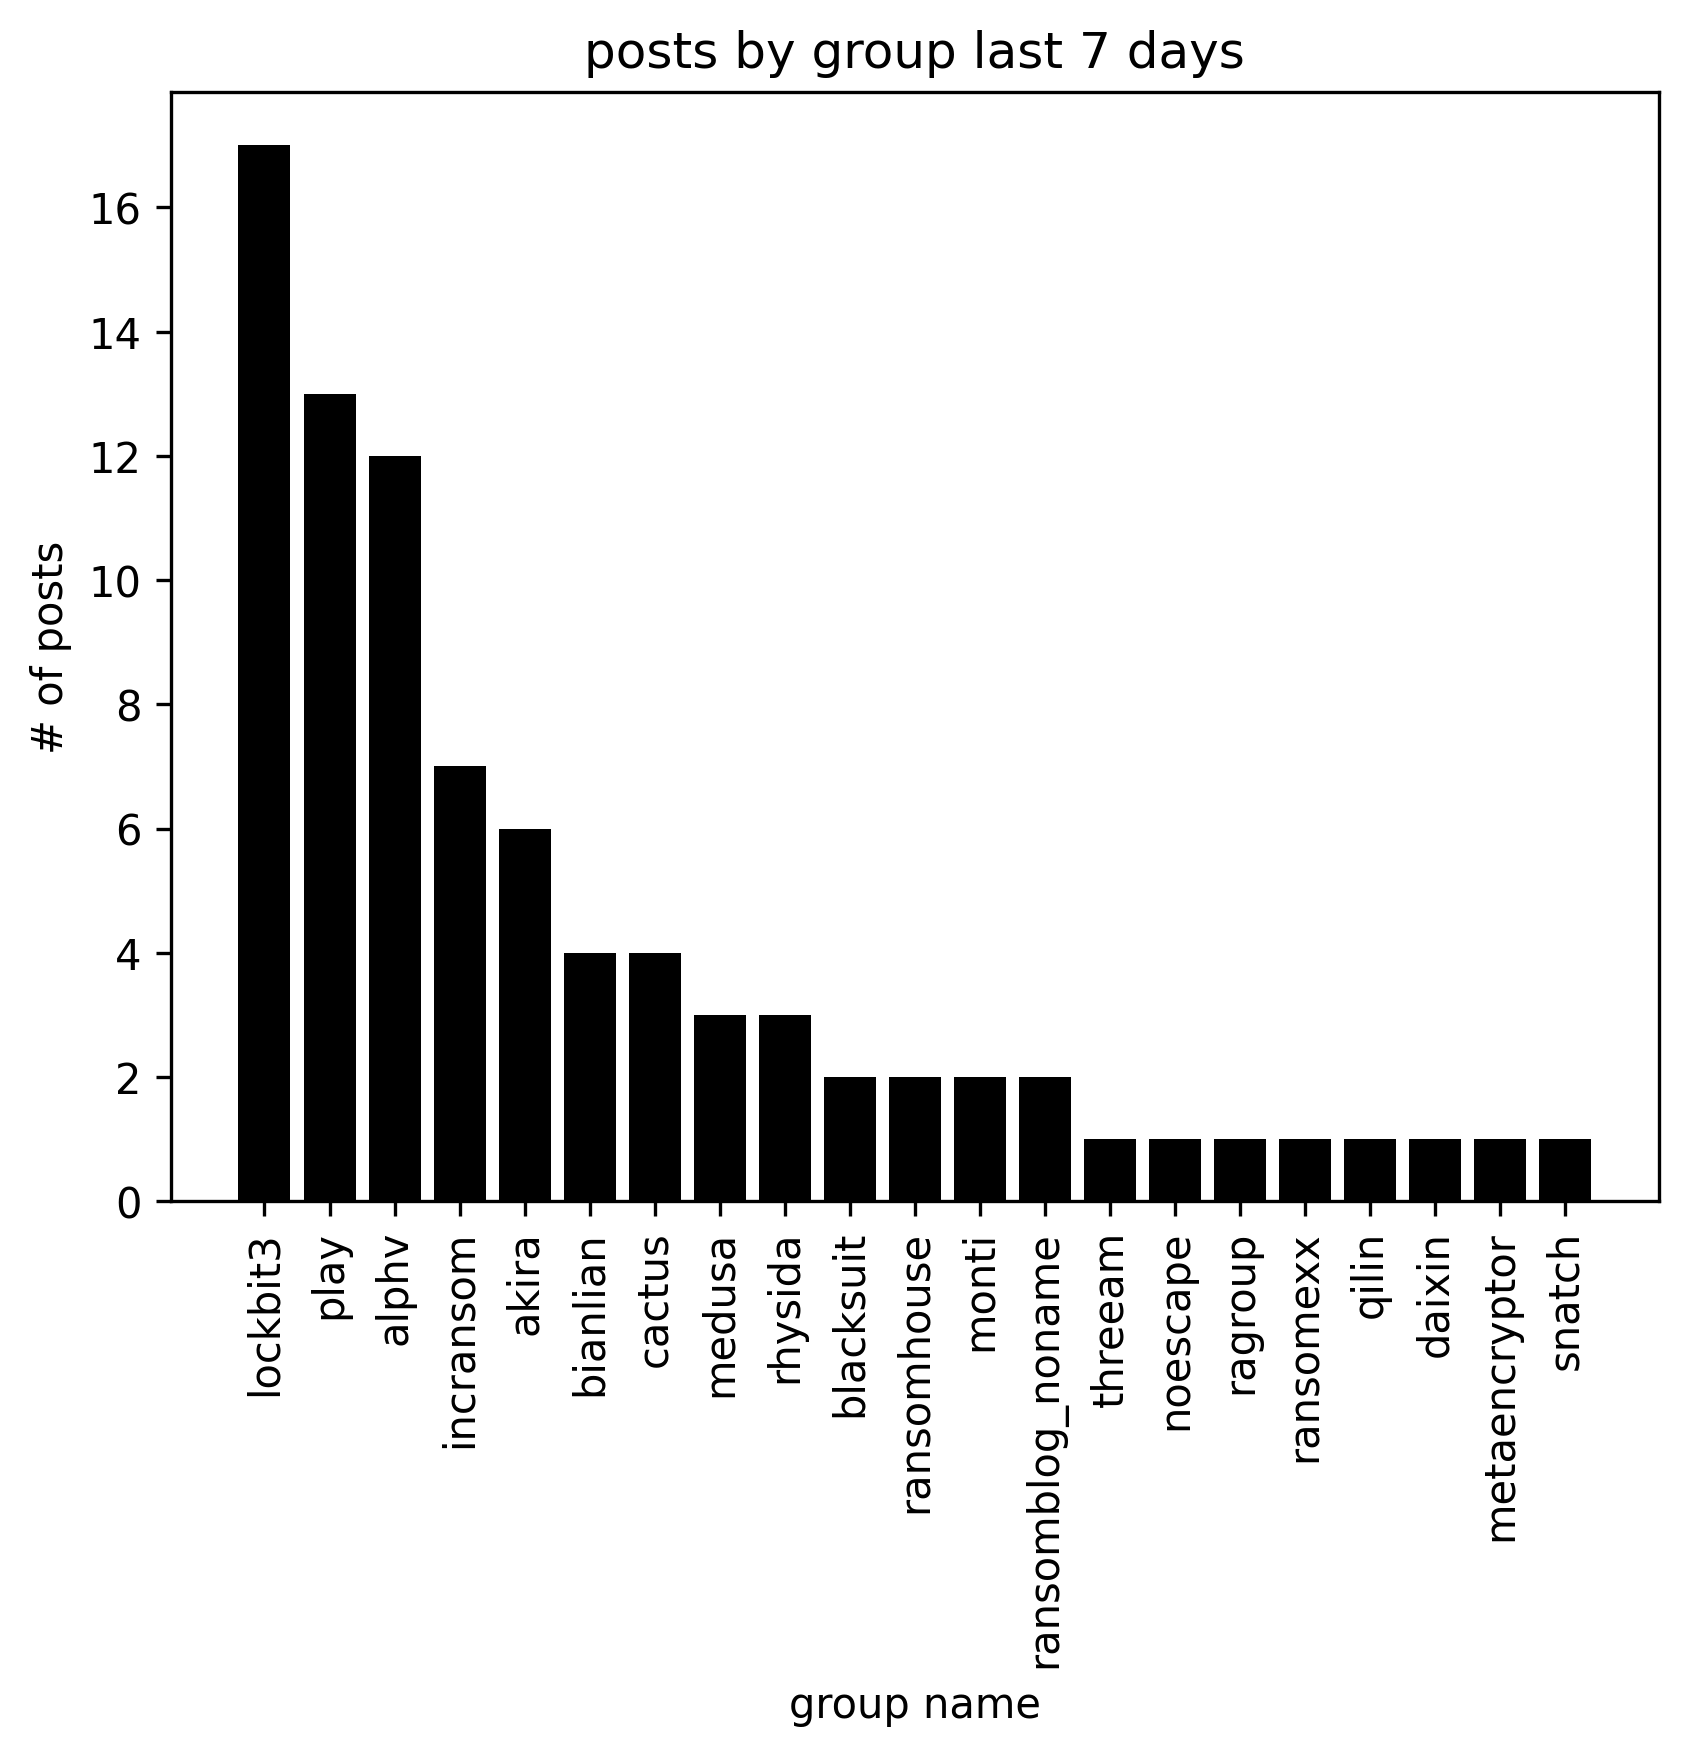 posts by group last 7 days
# of posts
16
14
12
10
8
6
4
2
0
lockbit3
play
alphv
incransom
akira
bianlian
cactus
medusa
rhysida
blacksuit
ransomhouse
monti
ransomblog_noname
threeam
noescape
ragroup
ransomexx
qilin
daixin
metaencryptor
snatch
group name